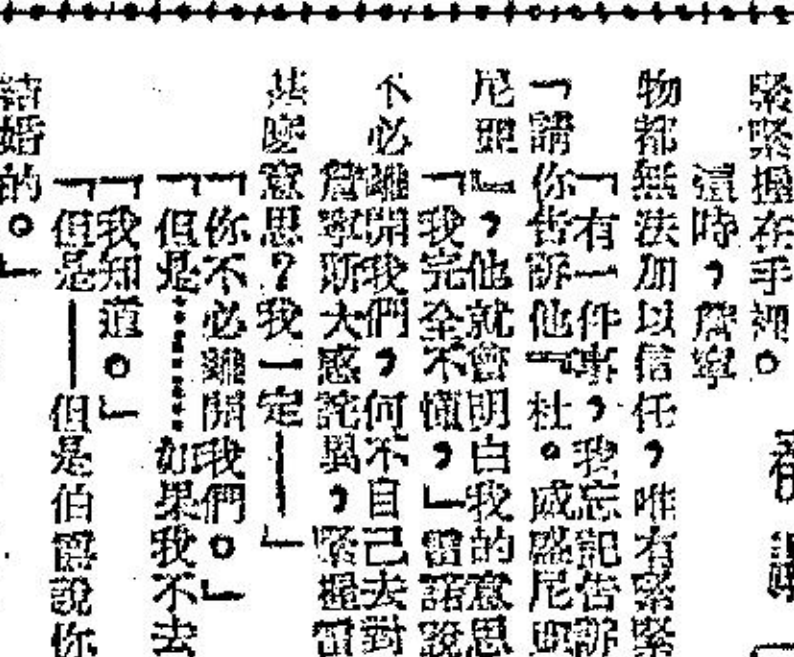 緊緊握在手裡。
這時，詹寧
物都無法加以信任，唯有緊緊
「有一件事，我忘記告訴
「請你告訴他『杜。威盛尼
尼亞』，他就會明白我的意思
「我完全不懂，」雷諾說
不必離開我們，何不自己去對
詹寧斯大感詫異，緊握雷
甚麼意思？我一定——」
「你不必離開我們。」
「但是……如果我不去
「我知道。」
「但是——但是伯爵說你
結婚的。」